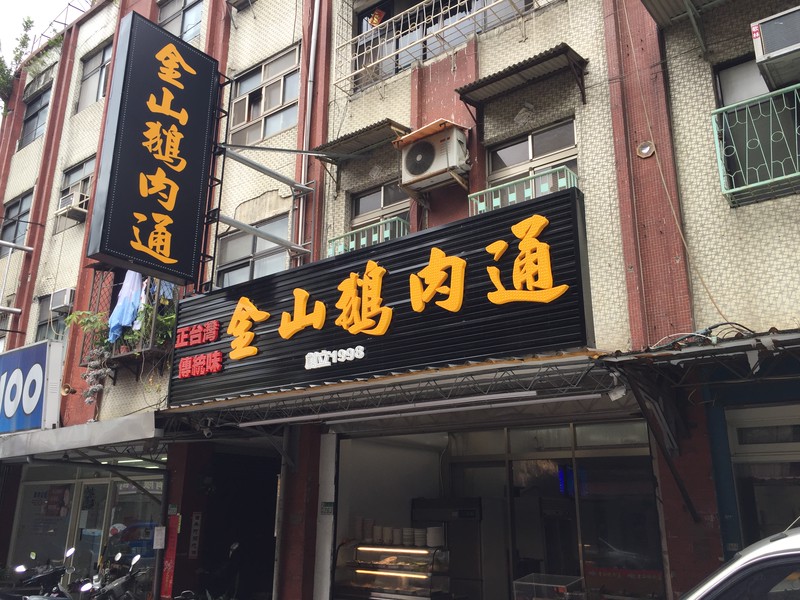 金山鵝肉通
正台灣
傳統味
金山鵝肉通
創立1998
100